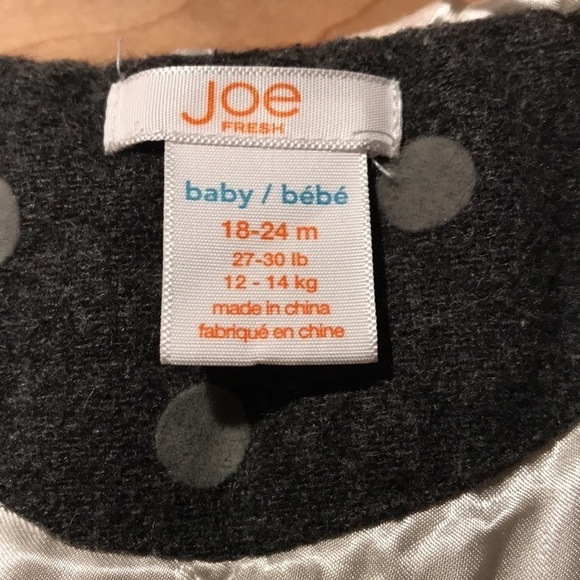 Joe
FRESH
baby / bébé
18-24 m
27-30 lb
12 - 14 kg
made in china
fabriqué en chine